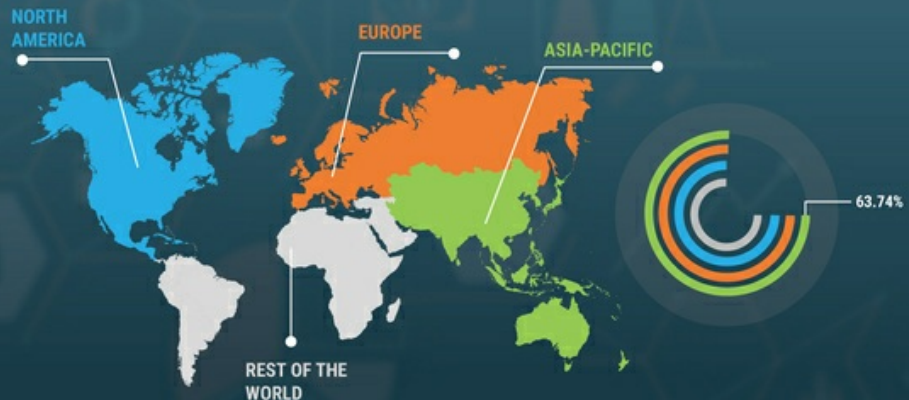 NORTH
AMERICA
EUROPE
ASIA-PACIFIC
63.74%
REST OF THE
WORLD